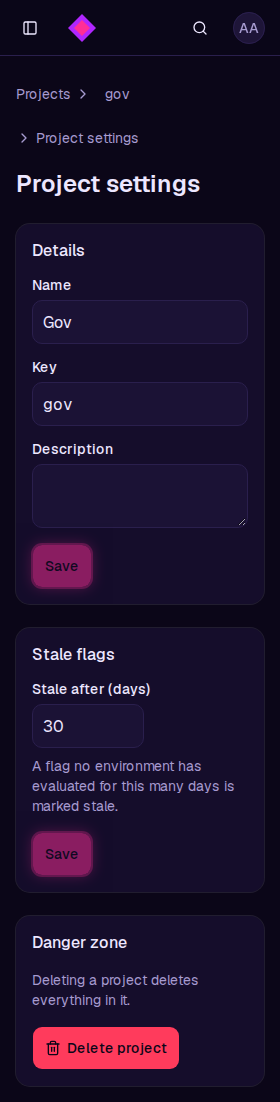 AA
Projects > gov
> Project settings
Project settings
Details
Name
Gov
Key
gov
Description
Save
Stale flags
Stale after (days)
30
A flag no environment has
evaluated for this many days is
marked stale.
Save
Danger zone
Deleting a project deletes
everything in it.
Delete project